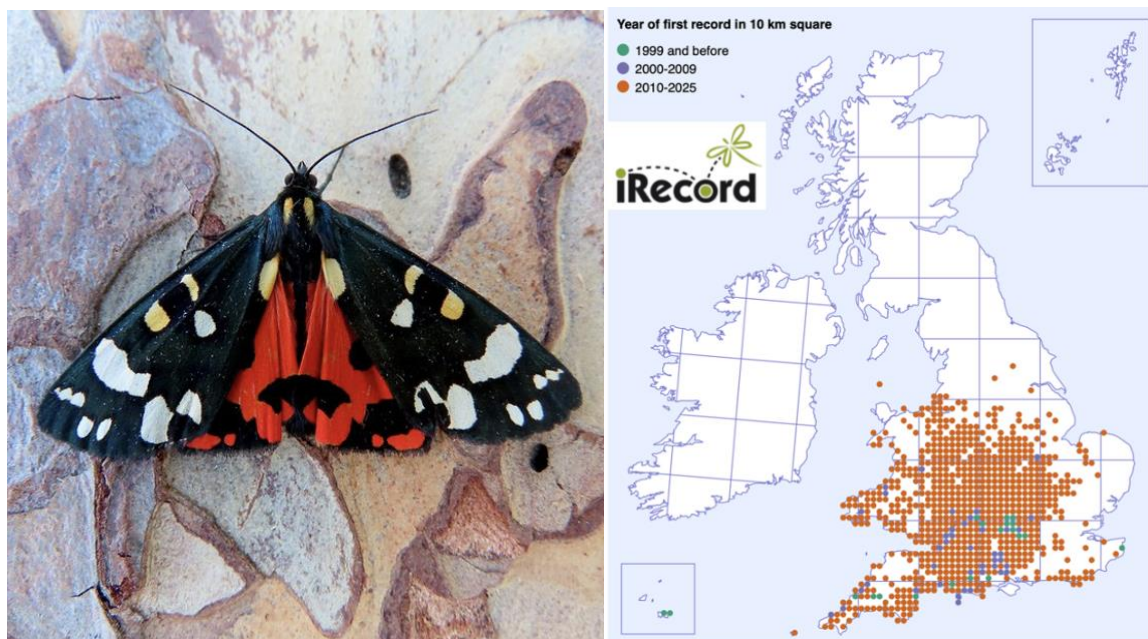 Year of first record in 10 km square
1999 and before
2000-2009
2010-2025
iRecord